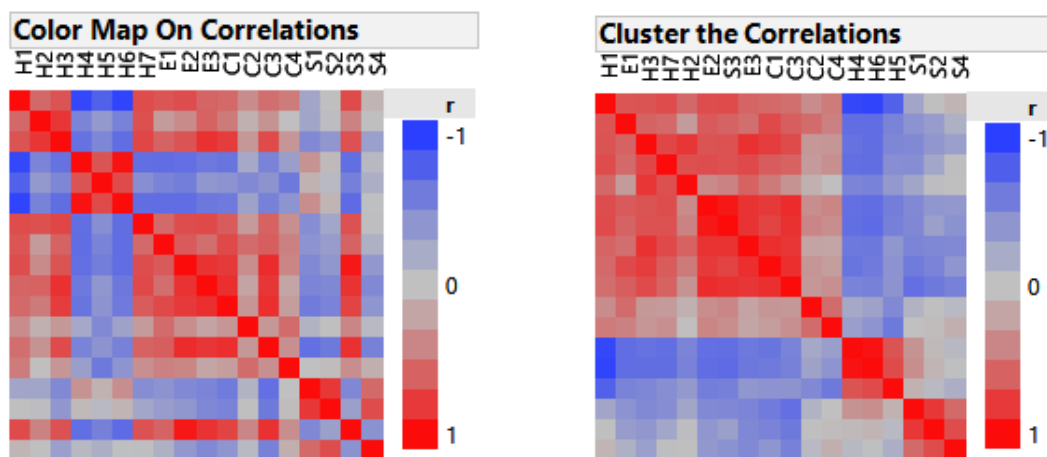 Color Map On Correlations
H1 H2 H3 H4 H5 H6 H7 E1 E2 E3 C1 C2 C3 C4 S1 S2 S3 S4
r
-1
0
1
Cluster the Correlations
H1 E1 H3 H7 H2 E2 S3 E3 C1 C3 C2 C4 H4 H6 H5 S1 S2 S4
r
-1
0
1